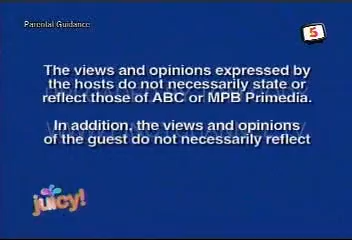 Parental Guidance
5
The views and opinions expressed by
the hosts do not necessarily state or
reflect those of ABC or MPB Primedia.
In addition, the views and opinions
of the guest do not necessarily reflect
juicy!